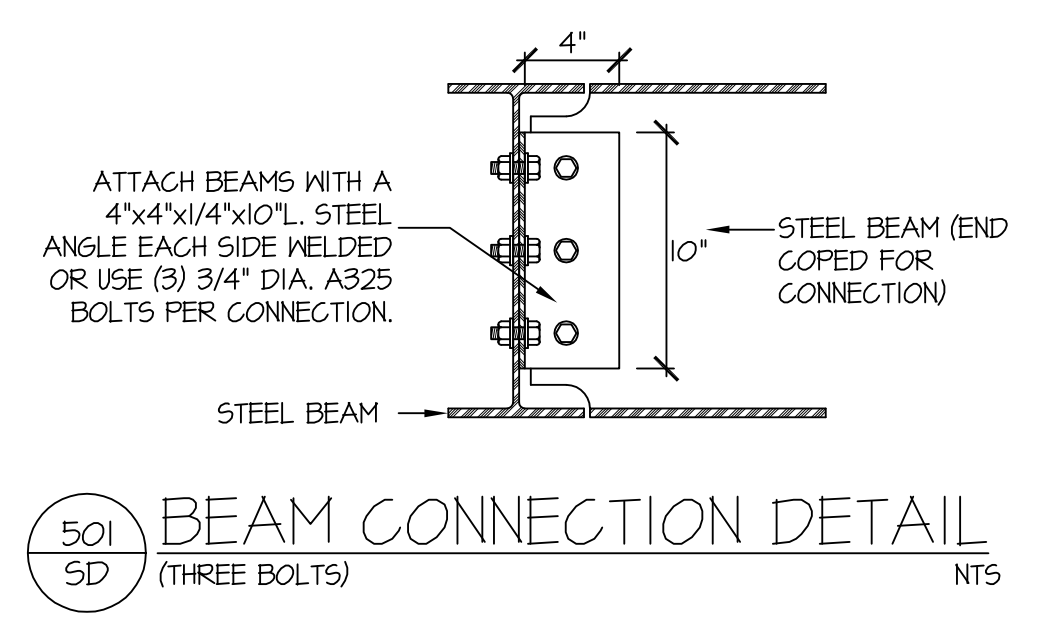 4"
ATTACH BEAMS WITH A
4"x4"x1/4"x10"L. STEEL
ANGLE EACH SIDE WELDED
OR USE (3) 3/4" DIA. A325
BOLTS PER CONNECTION.
10"
STEEL BEAM (END
COPED FOR
CONNECTION)
STEEL BEAM
501
SD
BEAM CONNECTION DETAIL
(THREE BOLTS)
NTS